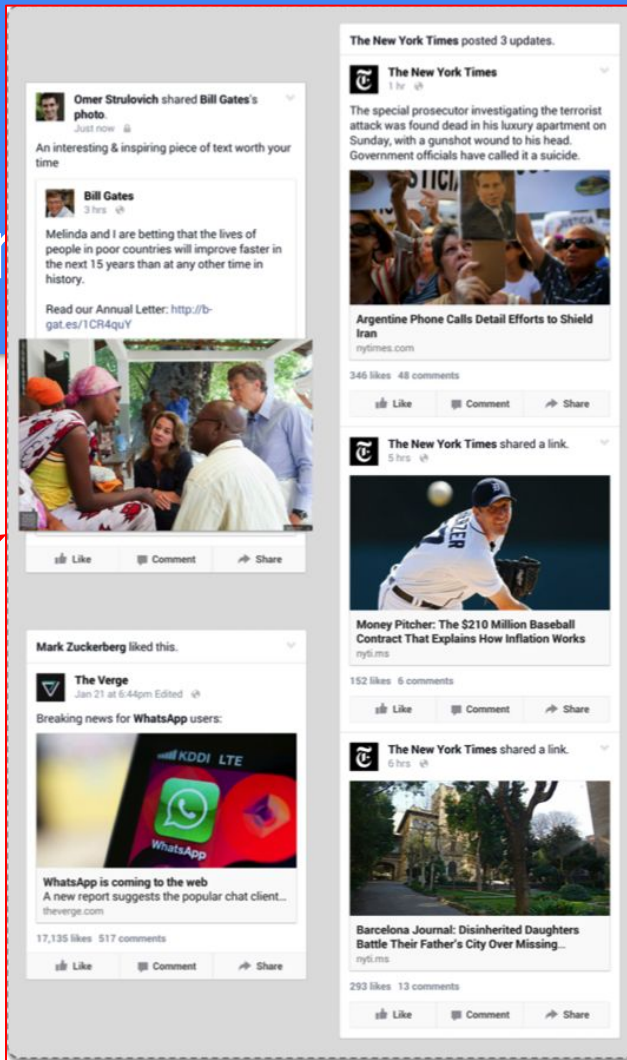 Omer Strulovich shared Bill Gates's
photo.
Just now
An interesting & inspiring piece of text worth your
time
Bill Gates
3 hrs
Melinda and I are betting that the lives of
people in poor countries will improve faster in
the next 15 years than at any other time in
history.
Read our Annual Letter: http://b-
gat.es/1CR4quY
Like Comment Share
Mark Zuckerberg liked this.
The Verge
Jan 21 at 6:44pm Edited
Breaking news for WhatsApp users:
KDDI LTE
WhatsApp
WhatsApp is coming to the web
A new report suggests the popular chat client...
theverge.com
17,135 likes 517 comments
Like Comment Share
The New York Times posted 3 updates.
The New York Times
1 hr
The special prosecutor investigating the terrorist
attack was found dead in his luxury apartment on
Sunday, with a gunshot wound to his head.
Government officials have called it a suicide.
Argentine Phone Calls Detail Efforts to Shield
Iran
nytimes.com
346 likes 48 comments
Like Comment Share
The New York Times shared a link.
5 hrs
Money Pitcher: The $210 Million Baseball
Contract That Explains How Inflation Works
nyti.ms
152 likes 6 comments
Like Comment Share
The New York Times shared a link.
6 hrs
Barcelona Journal: Disinherited Daughters
Battle Their Father's City Over Missing...
nyti.ms
293 likes 13 comments
Like Comment Share